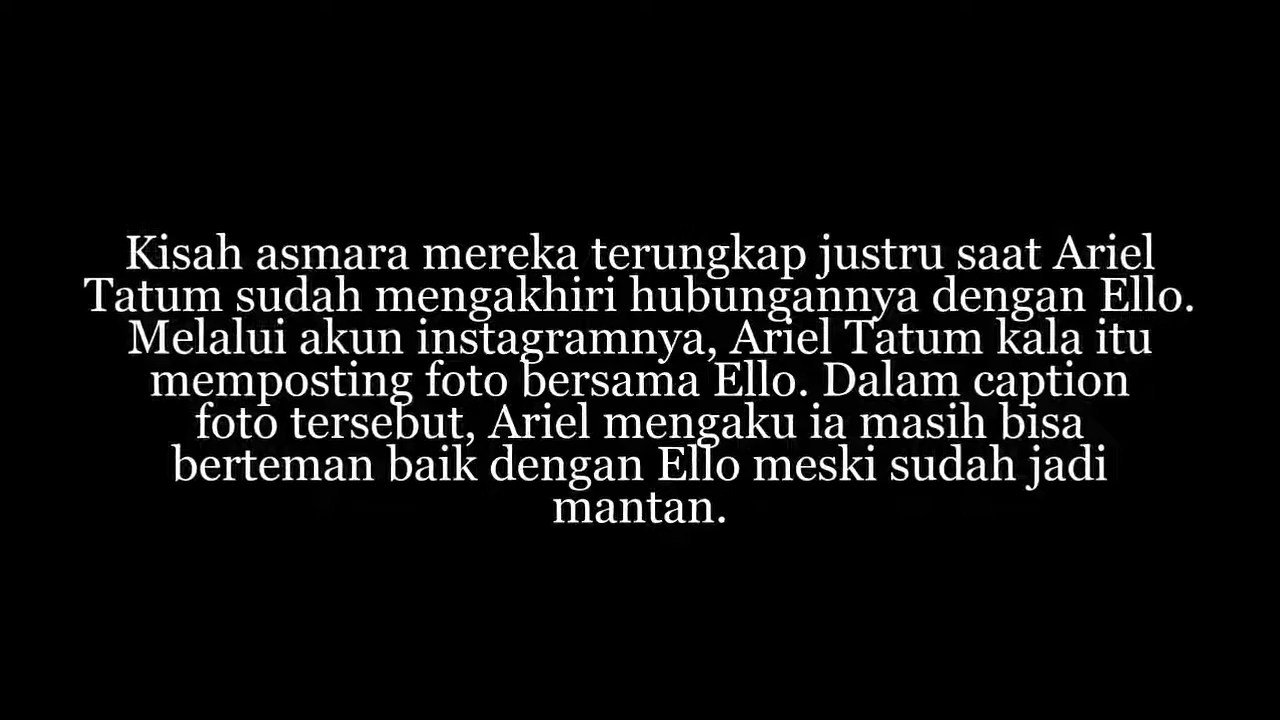 Kisah asmara mereka terungkap justru saat Ariel
Tatum sudah mengakhiri hubungannya dengan Ello.
Melalui akun instagramnya, Ariel Tatum kala itu
memposting foto bersama Ello. Dalam caption
foto tersebut, Ariel mengaku ia masih bisa
berteman baik dengan Ello meski sudah jadi
mantan.